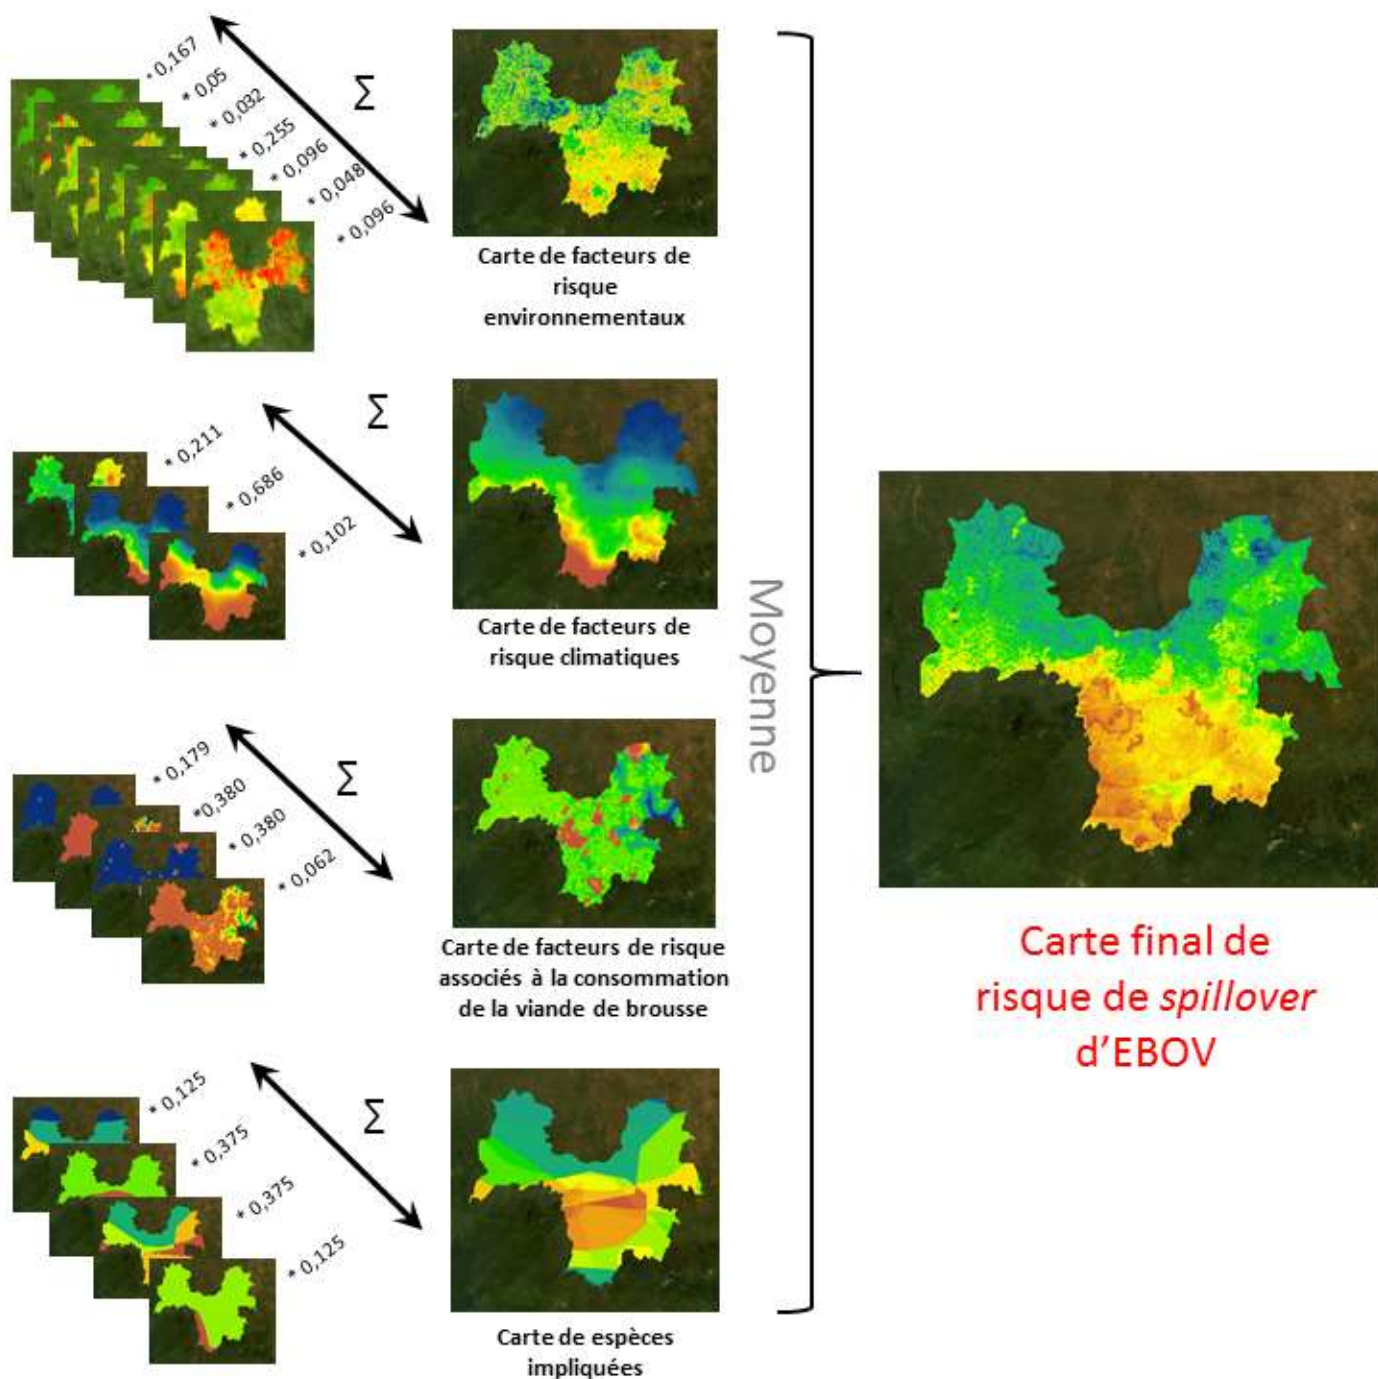 * 0,167
* 0,05
* 0,032
* 0,255
* 0,096
* 0,048
* 0,096
Σ
Carte de facteurs de
risque
environnementaux
* 0,211
* 0,686
* 0,102
Σ
Carte de facteurs de
risque climatiques
* 0,179
*0,380
* 0,380
* 0,062
Σ
Carte de facteurs de risque
associés à la consommation
de la viande de brousse
* 0,125
* 0,375
* 0,375
* 0,125
Σ
Carte de espèces
impliquées
Moyenne
Carte final de
risque de spillover
d’EBOV